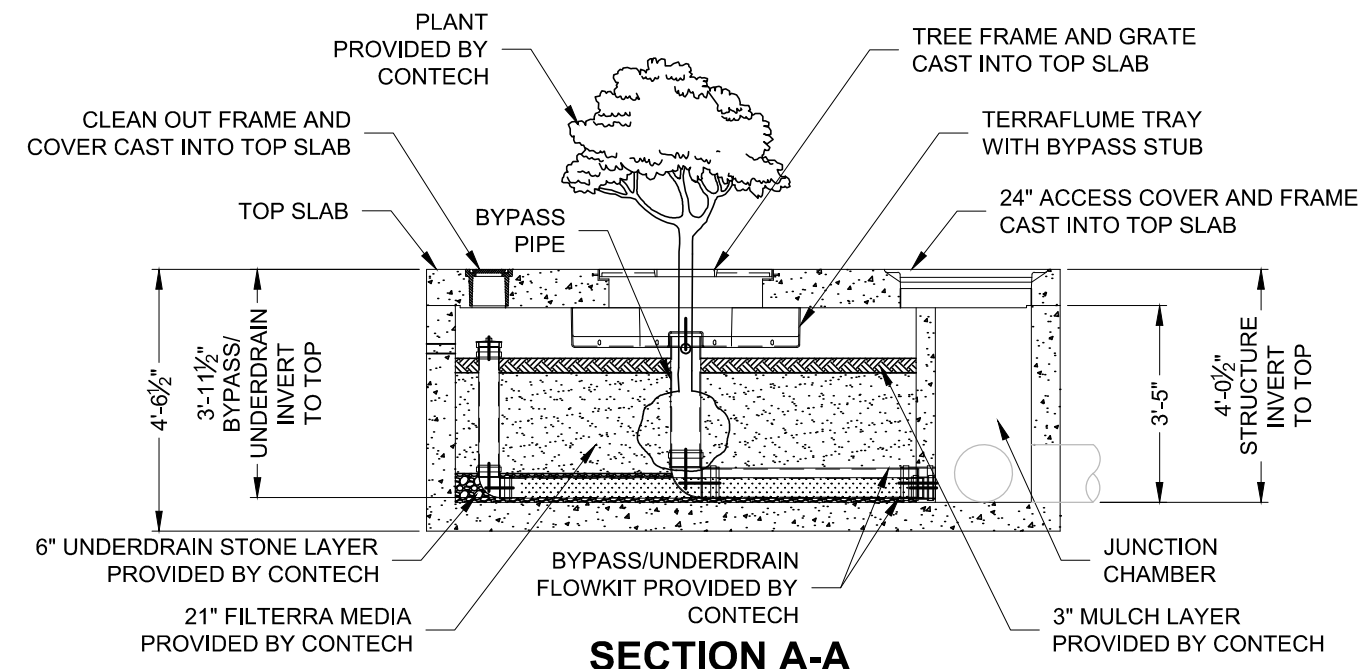 PLANT
PROVIDED BY
CONTECH
TREE FRAME AND GRATE
CAST INTO TOP SLAB
CLEAN OUT FRAME AND
COVER CAST INTO TOP SLAB
TERRAFLUME TRAY
WITH BYPASS STUB
TOP SLAB
BYPASS
PIPE
24" ACCESS COVER AND FRAME
CAST INTO TOP SLAB
4'-6½"
3'-11½"
BYPASS/
UNDERDRAIN
INVERT
TO TOP
3'-5"
4'-0½"
STRUCTURE
INVERT
TO TOP
6" UNDERDRAIN STONE LAYER
PROVIDED BY CONTECH
21" FILTERRA MEDIA
PROVIDED BY CONTECH
BYPASS/UNDERDRAIN
FLOWKIT PROVIDED BY
CONTECH
JUNCTION
CHAMBER
3" MULCH LAYER
PROVIDED BY CONTECH
SECTION A-A